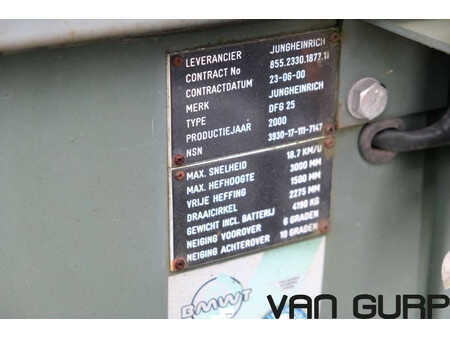 LEVERANCIER JUNGHEINRICH
CONTRACT No 855.2330.1877.11
CONTRACTDATUM 23-06-00
MERK JUNGHEINRICH
TYPE DFG 25
PRODUCTIEJAAR 2000
NSN 3930-17-111-7147
MAX. SNELHEID 18.7 KM/U
MAX. HEFHOOGTE 3000 MM
VRIJE HEFFING 1500 MM
DRAAICIRKEL 2275 MM
GEWICHT INCL. BATTERIJ 4190 KG
NEIGING VOOROVER 6 GRADEN
NEIGING ACHTEROVER 10 GRADEN
BMWT
VAN GURP